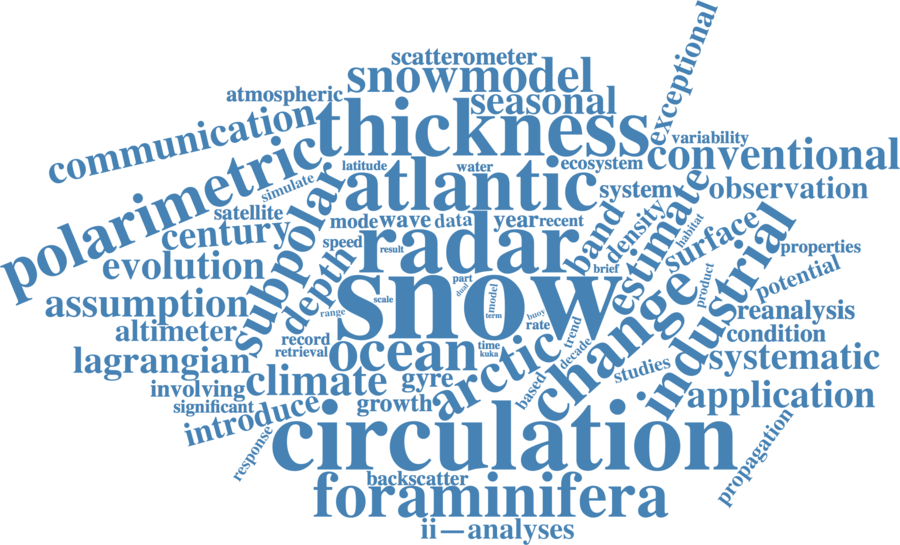 exceptional
scatterometer
snowmodel
atmospheric
seasonal
communication
thickness
variability
conventional
polarimetric
latitude
water
ecosystem
simulate
atlantic
system
observation
satellite
subpolar
mode
wave
data
year
recent
band
density
estimate
habitat
surface
century
speed
result
radar
industrial
properties
evolution
depth
brief
part
dual
product
potential
assumption
snow
scale
model
term
range
buoy
rate
change
reanalysis
altimeter
record
retrieval
ocean
time
kuka
trend
decade
condition
lagrangian
arctic
studies
systematic
involving
climate
gyre
based
application
significant
introduce
growth
circulation
response
propagation
backscatter
foraminifera
ii—analyses